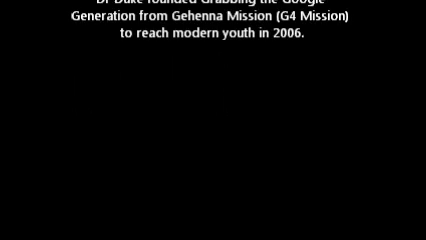 Dr Duke founded Grabbing the Google
Generation from Gehenna Mission (G4 Mission)
to reach modern youth in 2006.